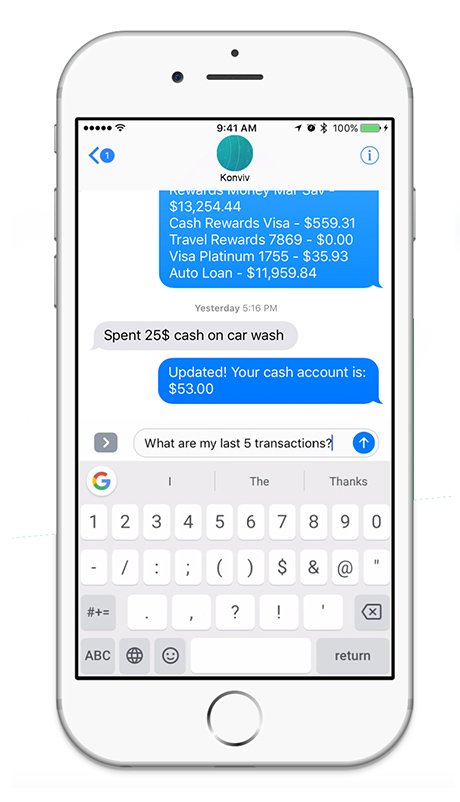 9:41 AM
100%
1
Konviv
Rewards Money Mar Sav -
$13,254.44
Cash Rewards Visa - $559.31
Travel Rewards 7869 - $0.00
Visa Platinum 1755 - $35.93
Auto Loan - $11,959.84
Yesterday 5:16 PM
Spent 25$ cash on car wash
Updated! Your cash account is:
$53.00
What are my last 5 transactions?
G I The Thanks
1 2 3 4 5 6 7 8 9 0
- / : ; ( ) $ & @ "
#+= . , ? ! '
ABC return